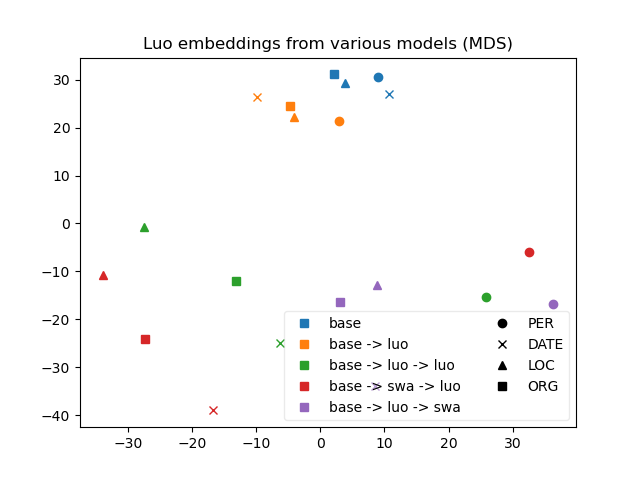 Luo embeddings from various models (MDS)
30
20
10
0
−10
−20
−30
−40
base
base -> luo
base -> luo -> luo
base -> swa -> luo
base -> luo -> swa
PER
DATE
LOC
ORG
−30
−20
−10
0
10
20
30